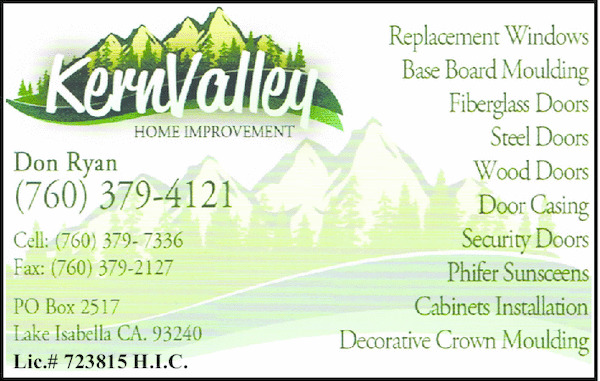 KernValley
HOME IMPROVEMENT
Don Ryan
(760) 379-4121
Cell: (760) 379-7336
Fax: (760) 379-2127
PO Box 2517
Lake Isabella CA. 93240
Lic.# 723815 H.I.C.
Replacement Windows
Base Board Moulding
Fiberglass Doors
Steel Doors
Wood Doors
Door Casing
Security Doors
Phifer Sunsceens
Cabinets Installation
Decorative Crown Moulding